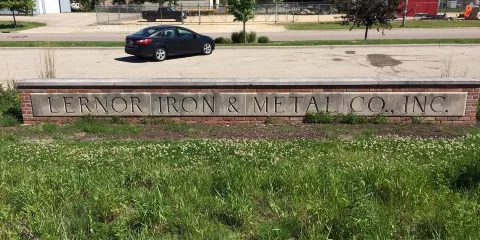 LERNOR IRON & METAL CO., INC.